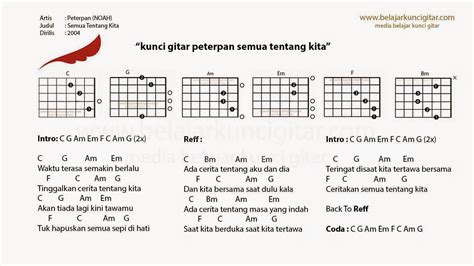 Artis : Peterpan (NOAH)
Judul : Semua Tentang Kita
Dirilis : 2004
www.belajarkuncigitar.com
media belajar kunci gitar
“kunci gitar peterpan semua tentang kita”
C G Am Em F Bm
www.belajarkuncigitar.com
media belajar kunci gitar
Intro : C G Am Em F C Am G (2x)
C G Am Em
Waktu terasa semakin berlalu
F C Am G
Tinggalkan cerita tentang kita
C G Am Em
Akan tiada lagi kini tawamu
F C Am G
Tuk hapuskan semua sepi di hati
Reff :
C Bm Am Em
Ada cerita tentang aku dan dia
F C Am G
Dan kita bersama saat dulu kala
C Bm Am Em
Ada cerita tentang masa yang indah
F C Am G
Saat kita berduka saat kita tertawa
Intro : C G Am Em F C Am G (2x)
C G Am Em
Teringat disaat kita tertawa bersama
F C Am G
Ceritakan semua tentang kita
Back To Reff
Coda : C G Am Em F C Am G